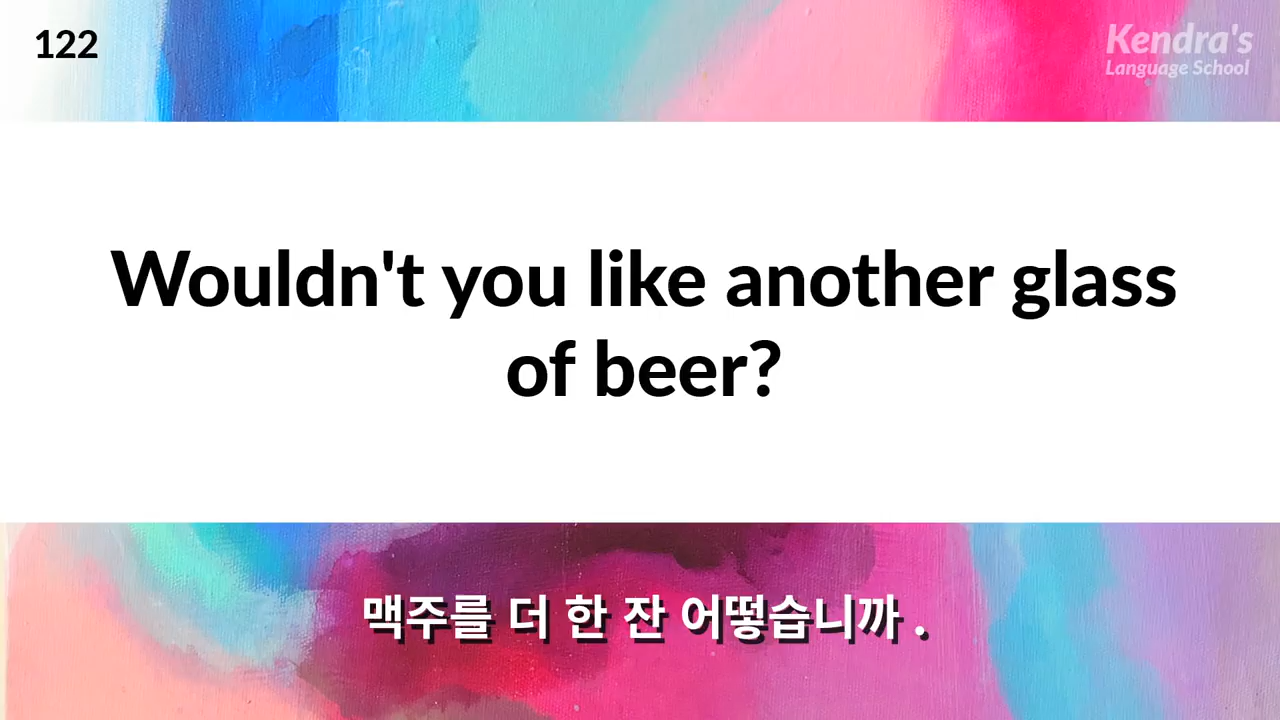 122
Kendra's
Language School
Wouldn't you like another glass
of beer?
맥주를 더 한 잔 어떻습니까 .